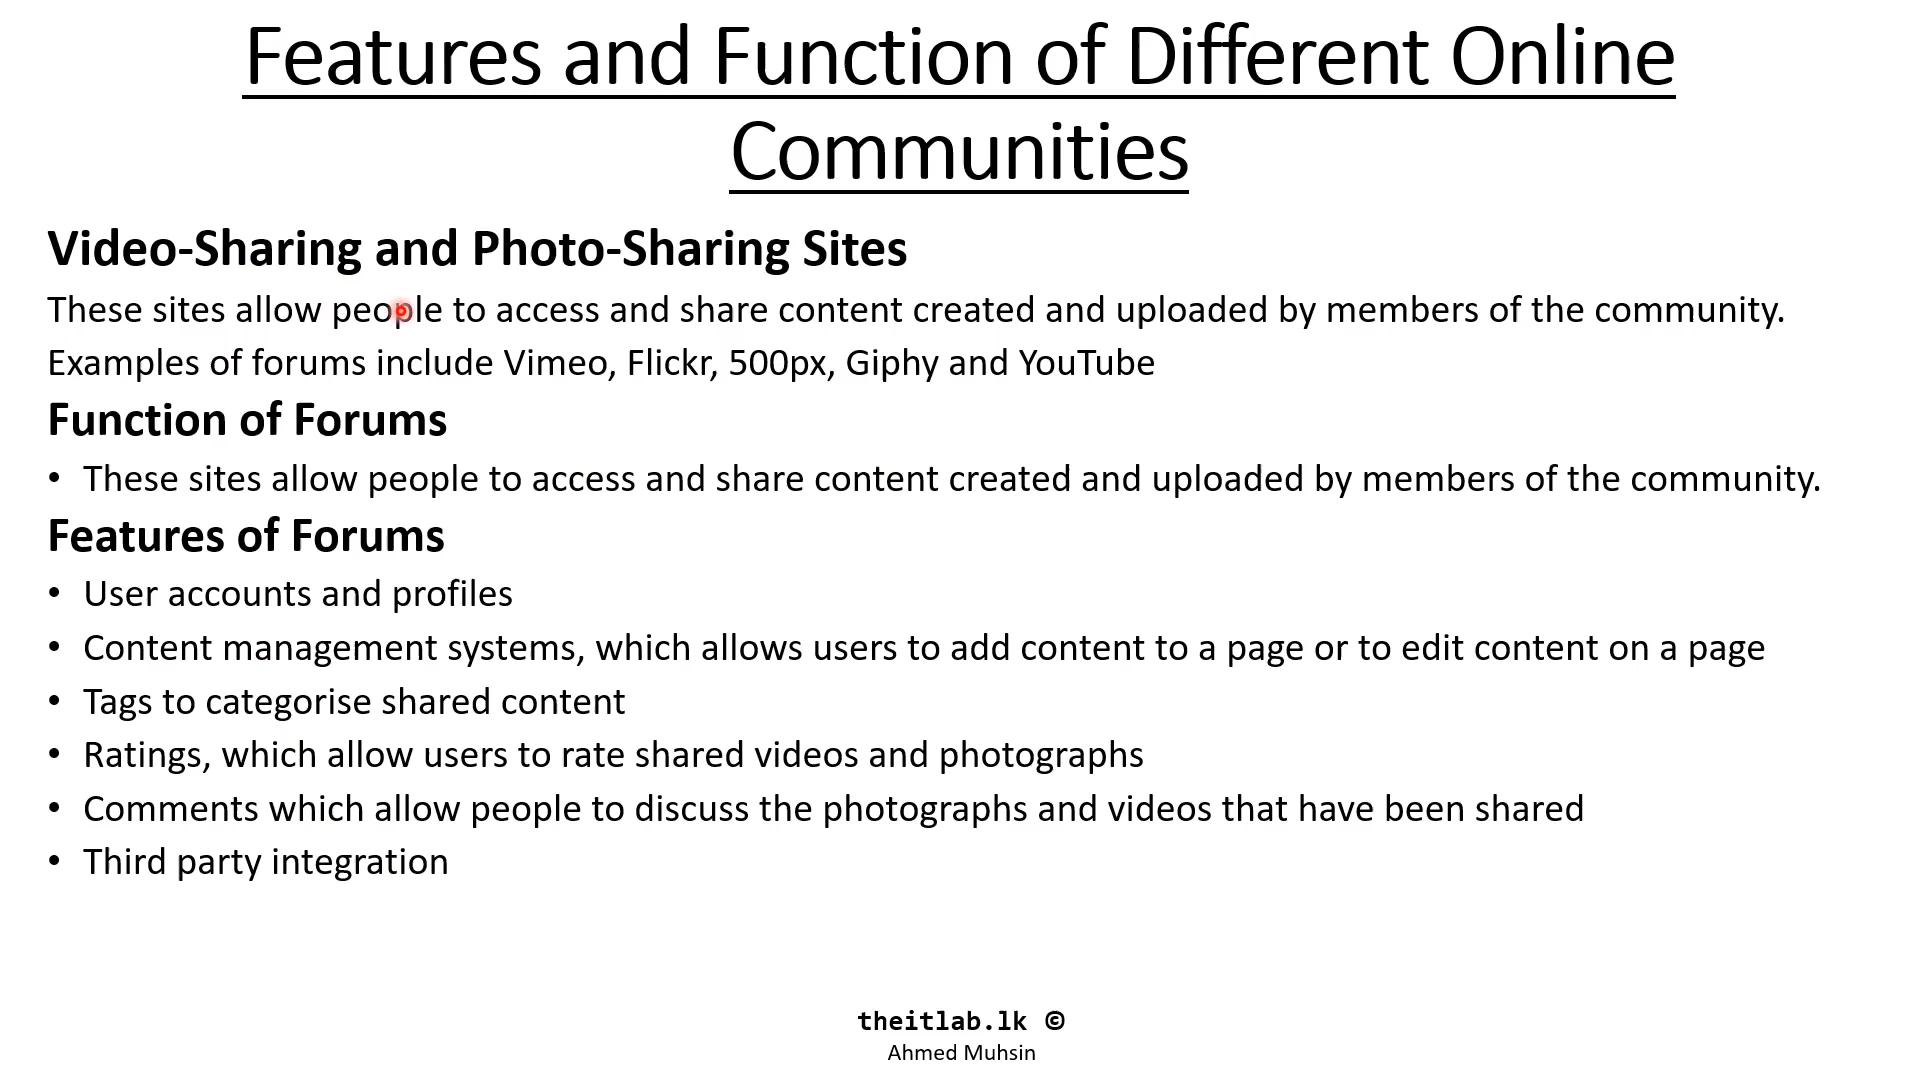 Features and Function of Different Online
Communities
Video-Sharing and Photo-Sharing Sites
These sites allow people to access and share content created and uploaded by members of the community.
Examples of forums include Vimeo, Flickr, 500px, Giphy and YouTube
Function of Forums
• These sites allow people to access and share content created and uploaded by members of the community.
Features of Forums
• User accounts and profiles
• Content management systems, which allows users to add content to a page or to edit content on a page
• Tags to categorise shared content
• Ratings, which allow users to rate shared videos and photographs
• Comments which allow people to discuss the photographs and videos that have been shared
• Third party integration
theitlab.lk ©
Ahmed Muhsin